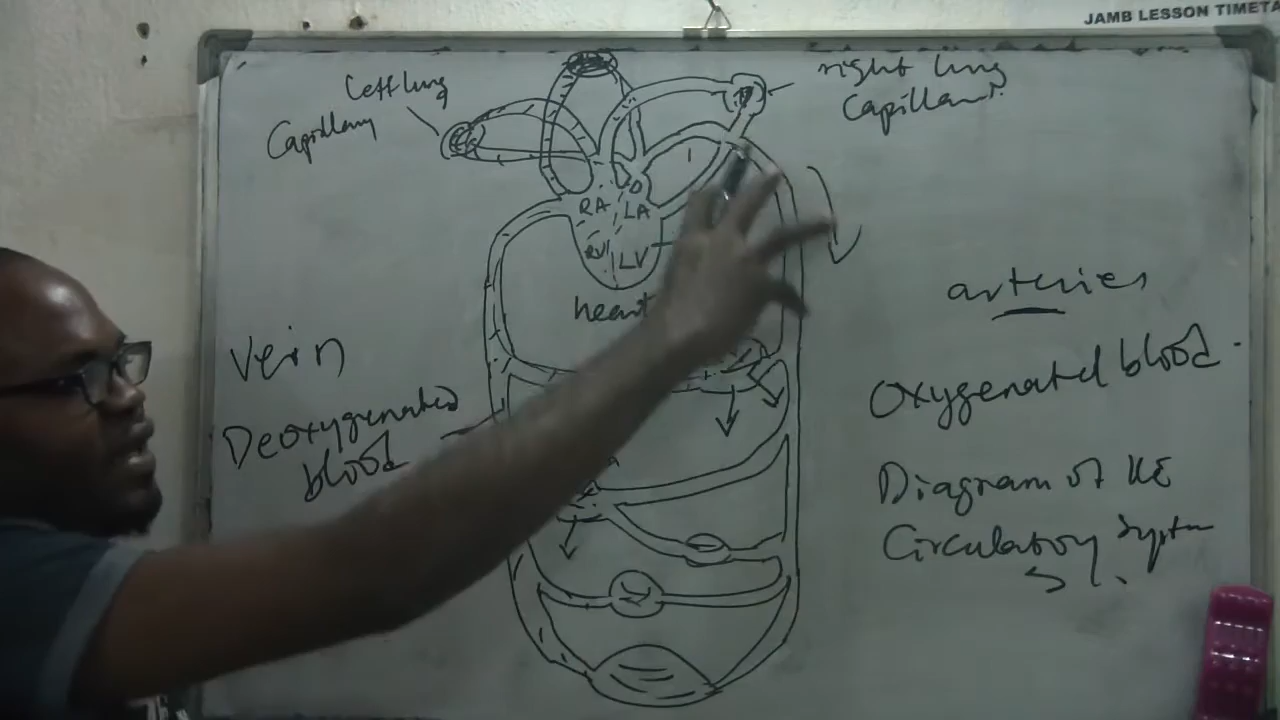 JAMB LESSON TIMETA
Left lung
Capillary
right lung
Capillary
RA
LA
RV
LV
heart
Vein
Deoxygenated
blood
arteries
Oxygenated blood
Diagram of
Circulatory System